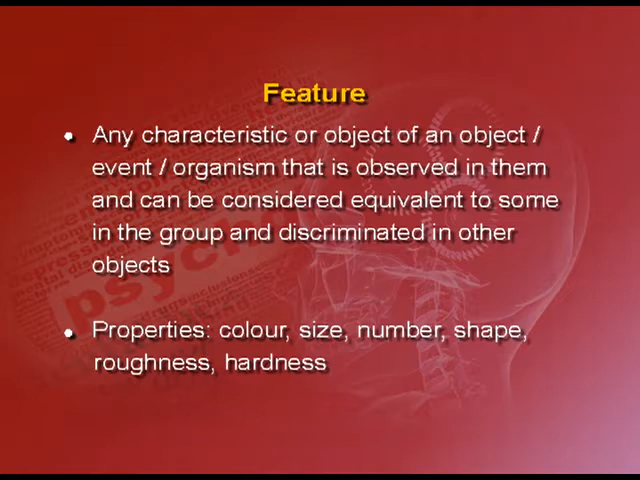 Feature
• Any characteristic or object of an object /
event / organism that is observed in them
and can be considered equivalent to some
in the group and discriminated in other
objects
• Properties: colour, size, number, shape,
roughness, hardness
psych